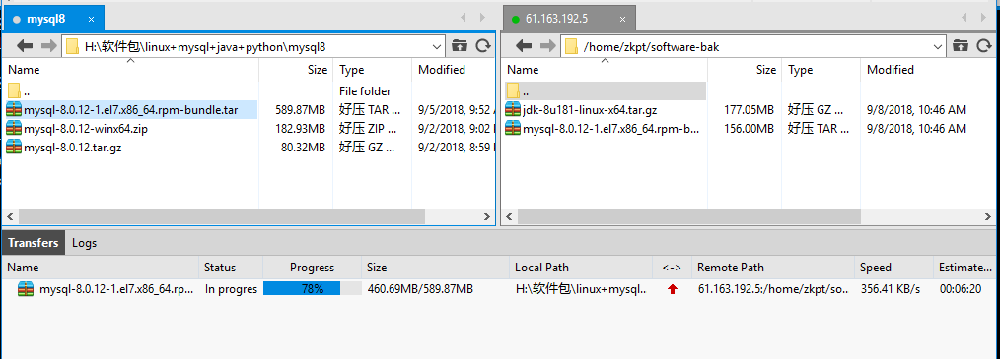 mysql8 × 61.163.192.5 ×
H:\软件包\linux+mysql+java+python\mysql8 /home/zkpt/software-bak
Name Size Type Modified Name Size Type Modified
.. File folder ..
mysql-8.0.12-1.el7.x86_64.rpm-bundle.tar 589.87MB 好压 TAR ... 9/5/2018, 9:52 jdk-8u181-linux-x64.tar.gz 177.05MB 好压 GZ ... 9/8/2018, 10:46 AM
mysql-8.0.12-winx64.zip 182.93MB 好压 ZIP ... 9/2/2018, 9:02 mysql-8.0.12-1.el7.x86_64.rpm-b... 156.00MB 好压 TAR ... 9/8/2018, 10:46 AM
mysql-8.0.12.tar.gz 80.32MB 好压 GZ ... 9/2/2018, 8:59
Transfers Logs
Name Status Progress Size Local Path <-> Remote Path Speed Estimate...
mysql-8.0.12-1.el7.x86_64.rp... In progres 78% 460.69MB/589.87MB H:\软件包\linux+mysql... 61.163.192.5:/home/zkpt/so... 356.41 KB/s 00:06:20